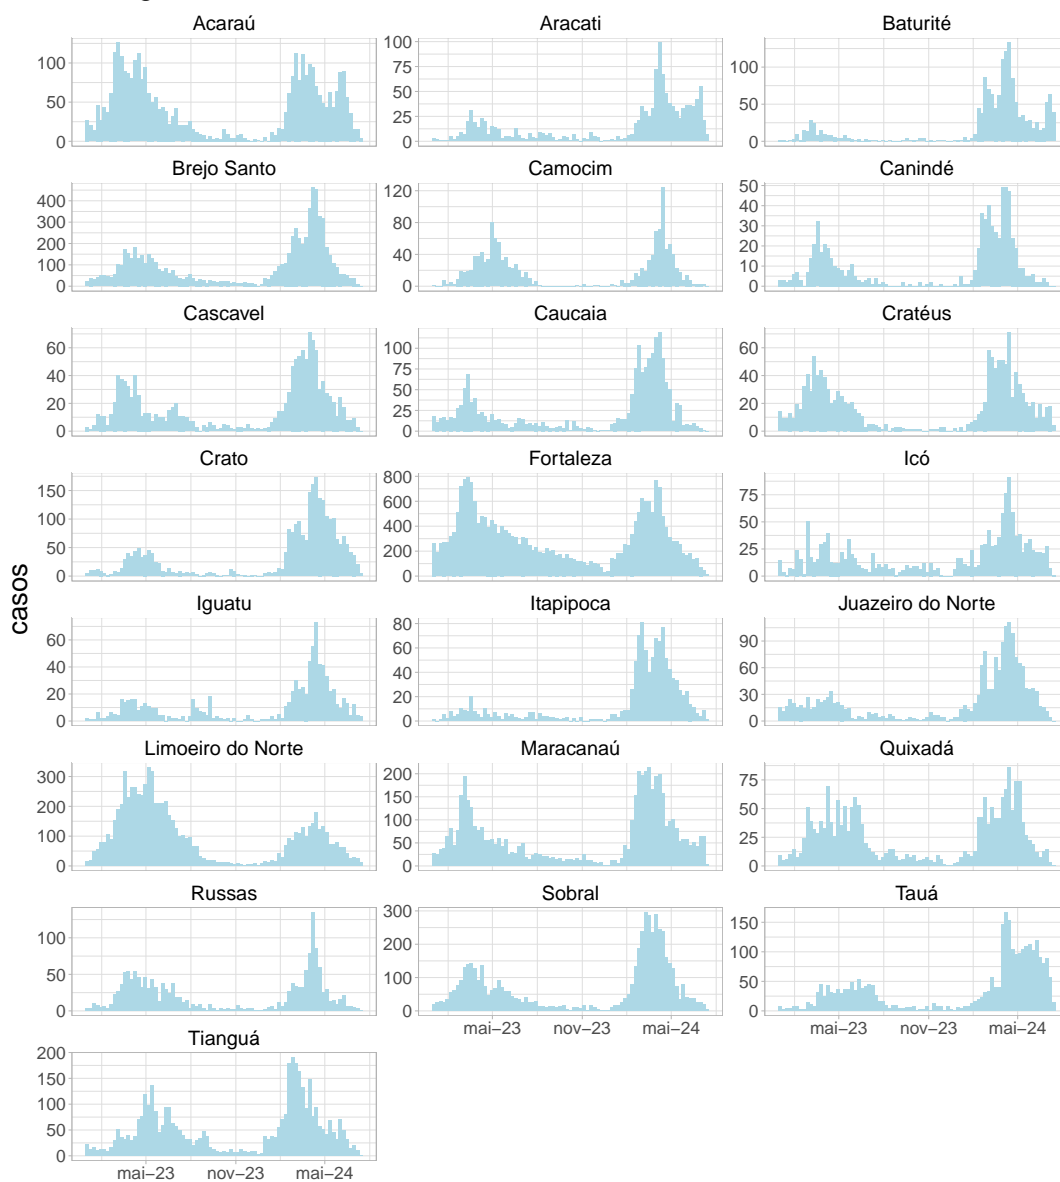 Acaraú Aracati Baturité
100 50 0
100 75 50 25 0
100 50 0
Brejo Santo Camocim Canindé
400 300 200 100 0
120 80 40 0
50 40 30 20 10 0
Cascavel Caucaia Cratéus
60 40 20 0
100 75 50 25 0
60 40 20 0
Crato Fortaleza Icó
150 100 50 0
800 600 400 200 0
75 50 25 0
casos
Iguatu Itapipoca Juazeiro do Norte
60 40 20 0
80 60 40 20 0
90 60 30 0
Limoeiro do Norte Maracanaú Quixadá
300 200 100 0
200 150 100 50 0
75 50 25 0
Russas Sobral Tauá
100 50 0
300 200 100 0
150 100 50 0
mai–23 nov–23 mai–24 mai–23 nov–23 mai–24
Tianguá
200 150 100 50 0
mai–23 nov–23 mai–24